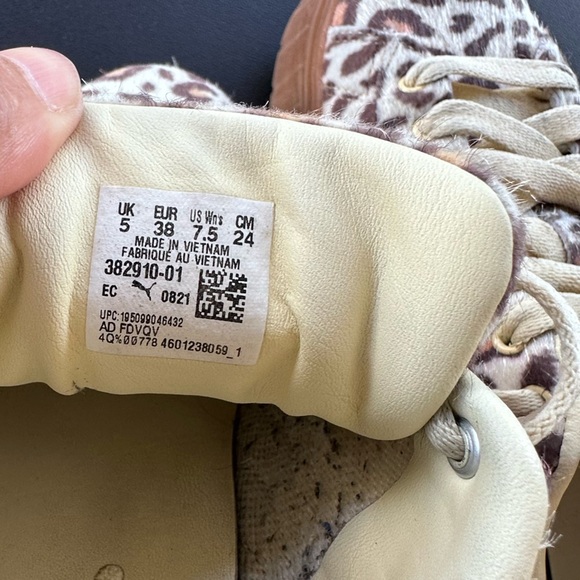 UK EUR US Wn's CM
5 38 7.5 24
MADE IN VIETNAM
FABRIQUÉ AU VIETNAM
382910-01
EC 0821
UPC:195099046432
AD FDVQV
4Q%00778 4601238059_1